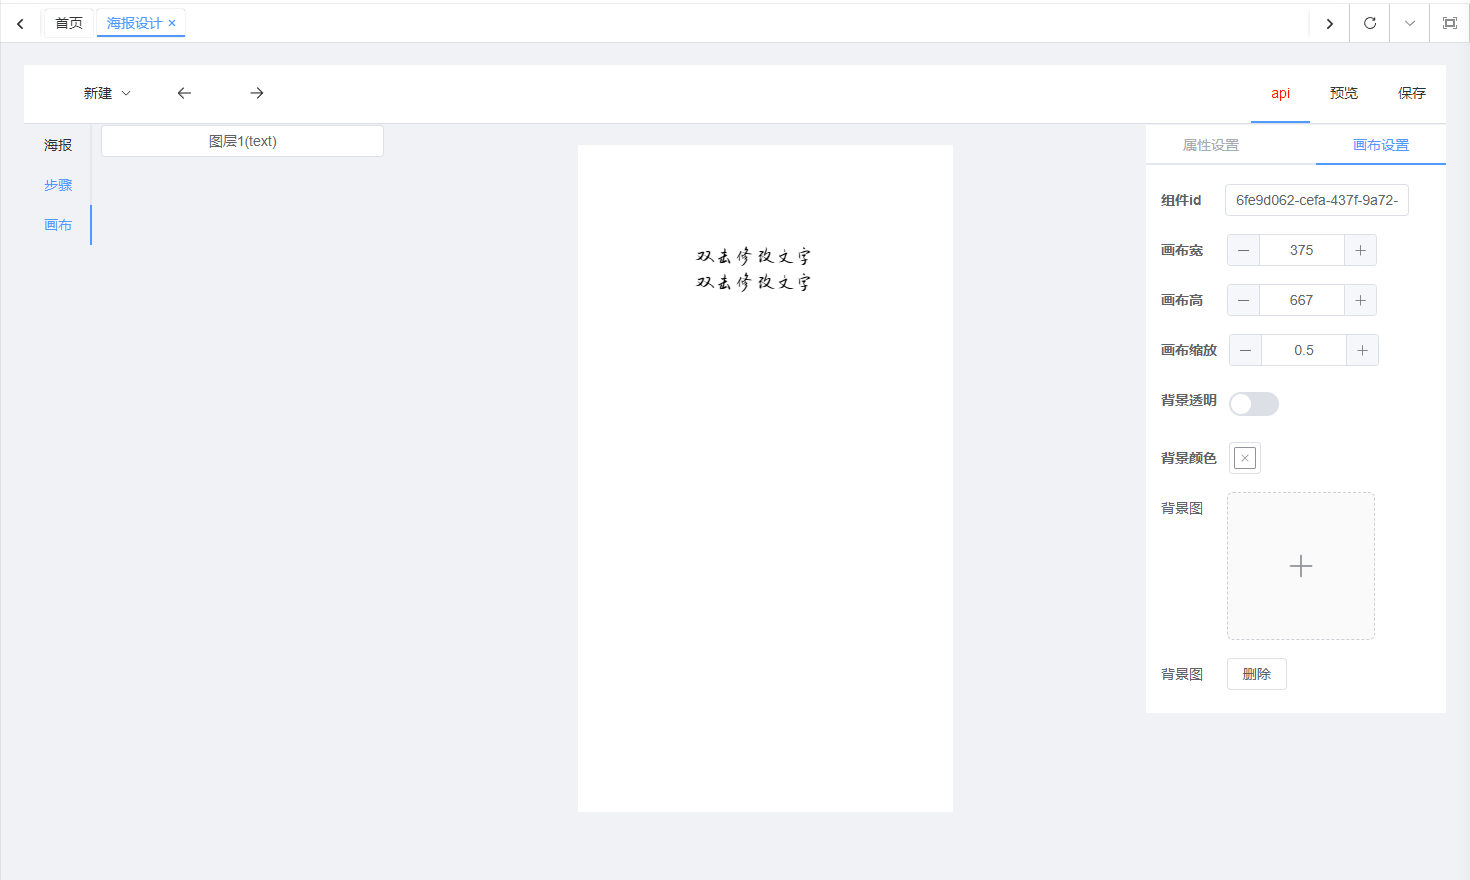 首页
海报设计 ×
新建
api
预览
保存
海报
步骤
画布
图层1(text)
双击修改文字
双击修改文字
属性设置
画布设置
组件id
6fe9d062-cefa-437f-9a72-
画布宽
375
画布高
667
画布缩放
0.5
背景透明
背景颜色
背景图
背景图
删除